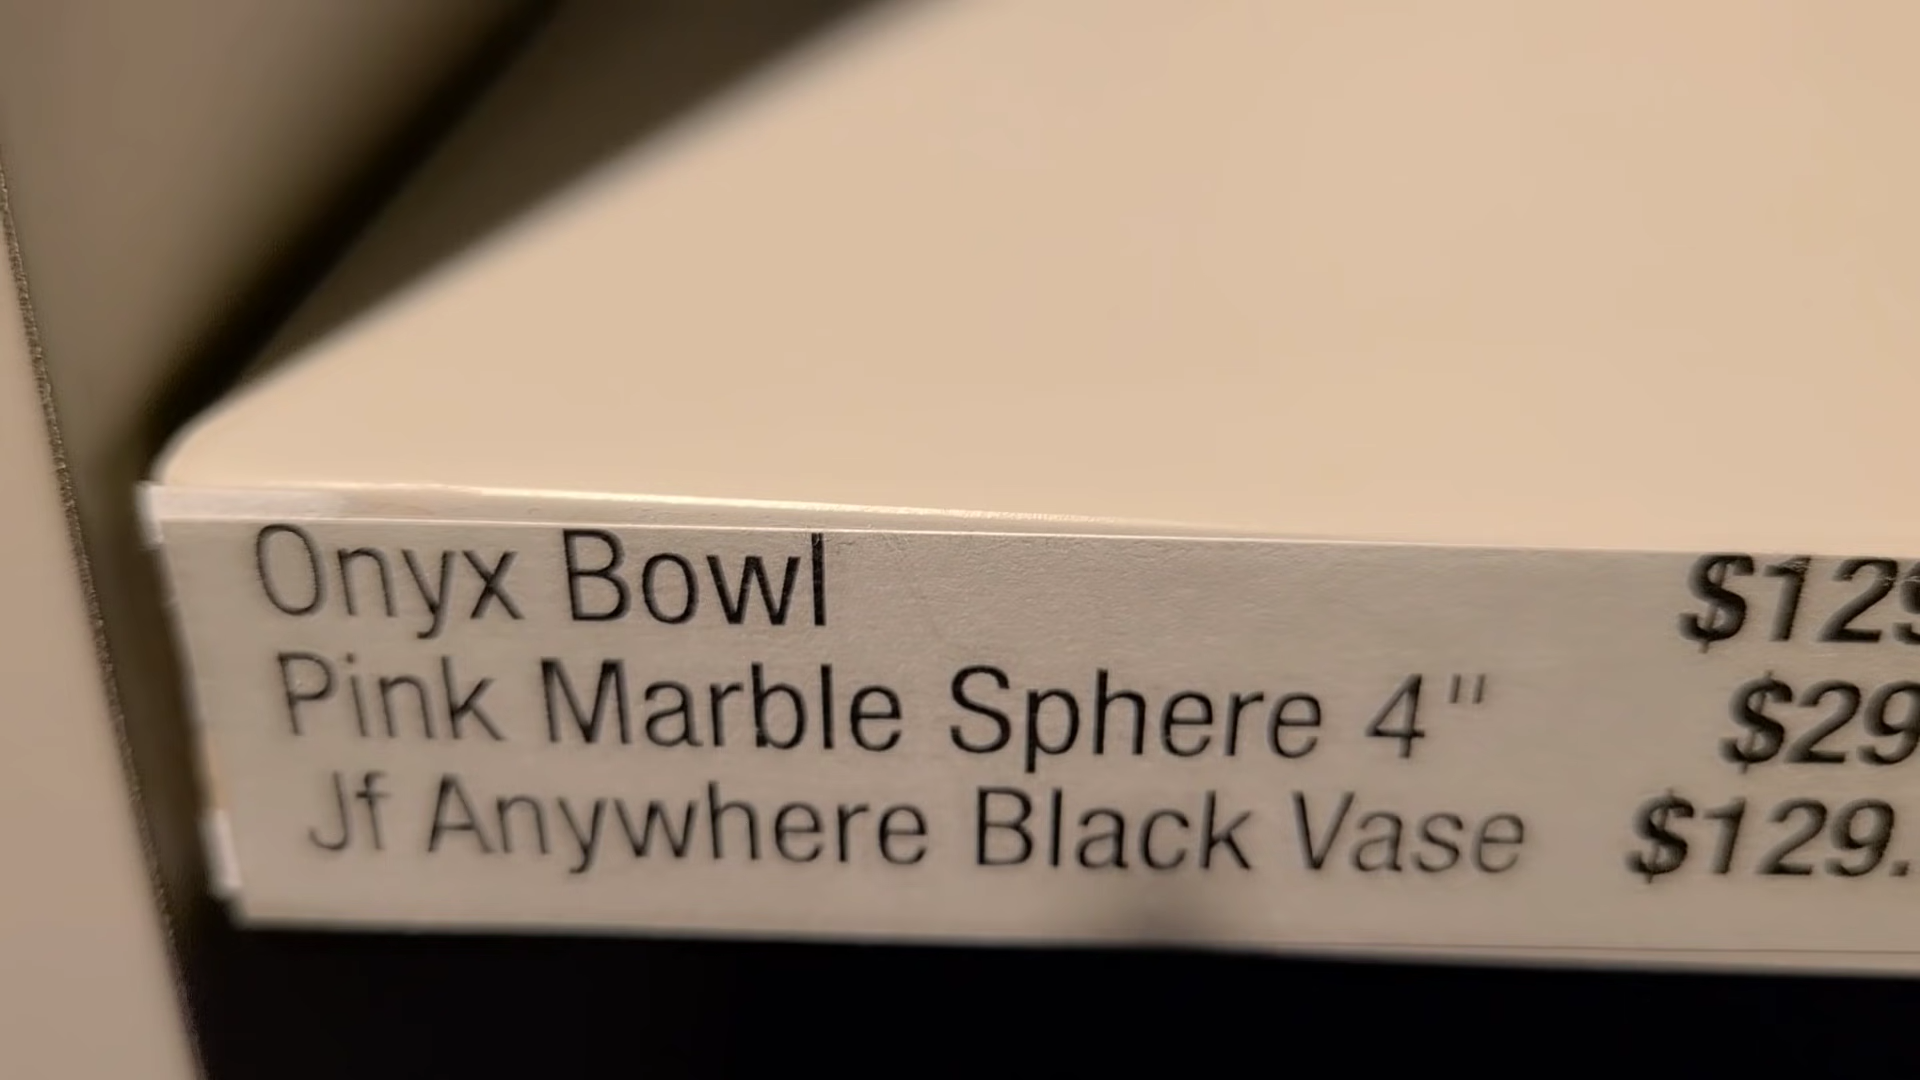 Onyx Bowl $129
Pink Marble Sphere 4" $29
Jf Anywhere Black Vase $129.